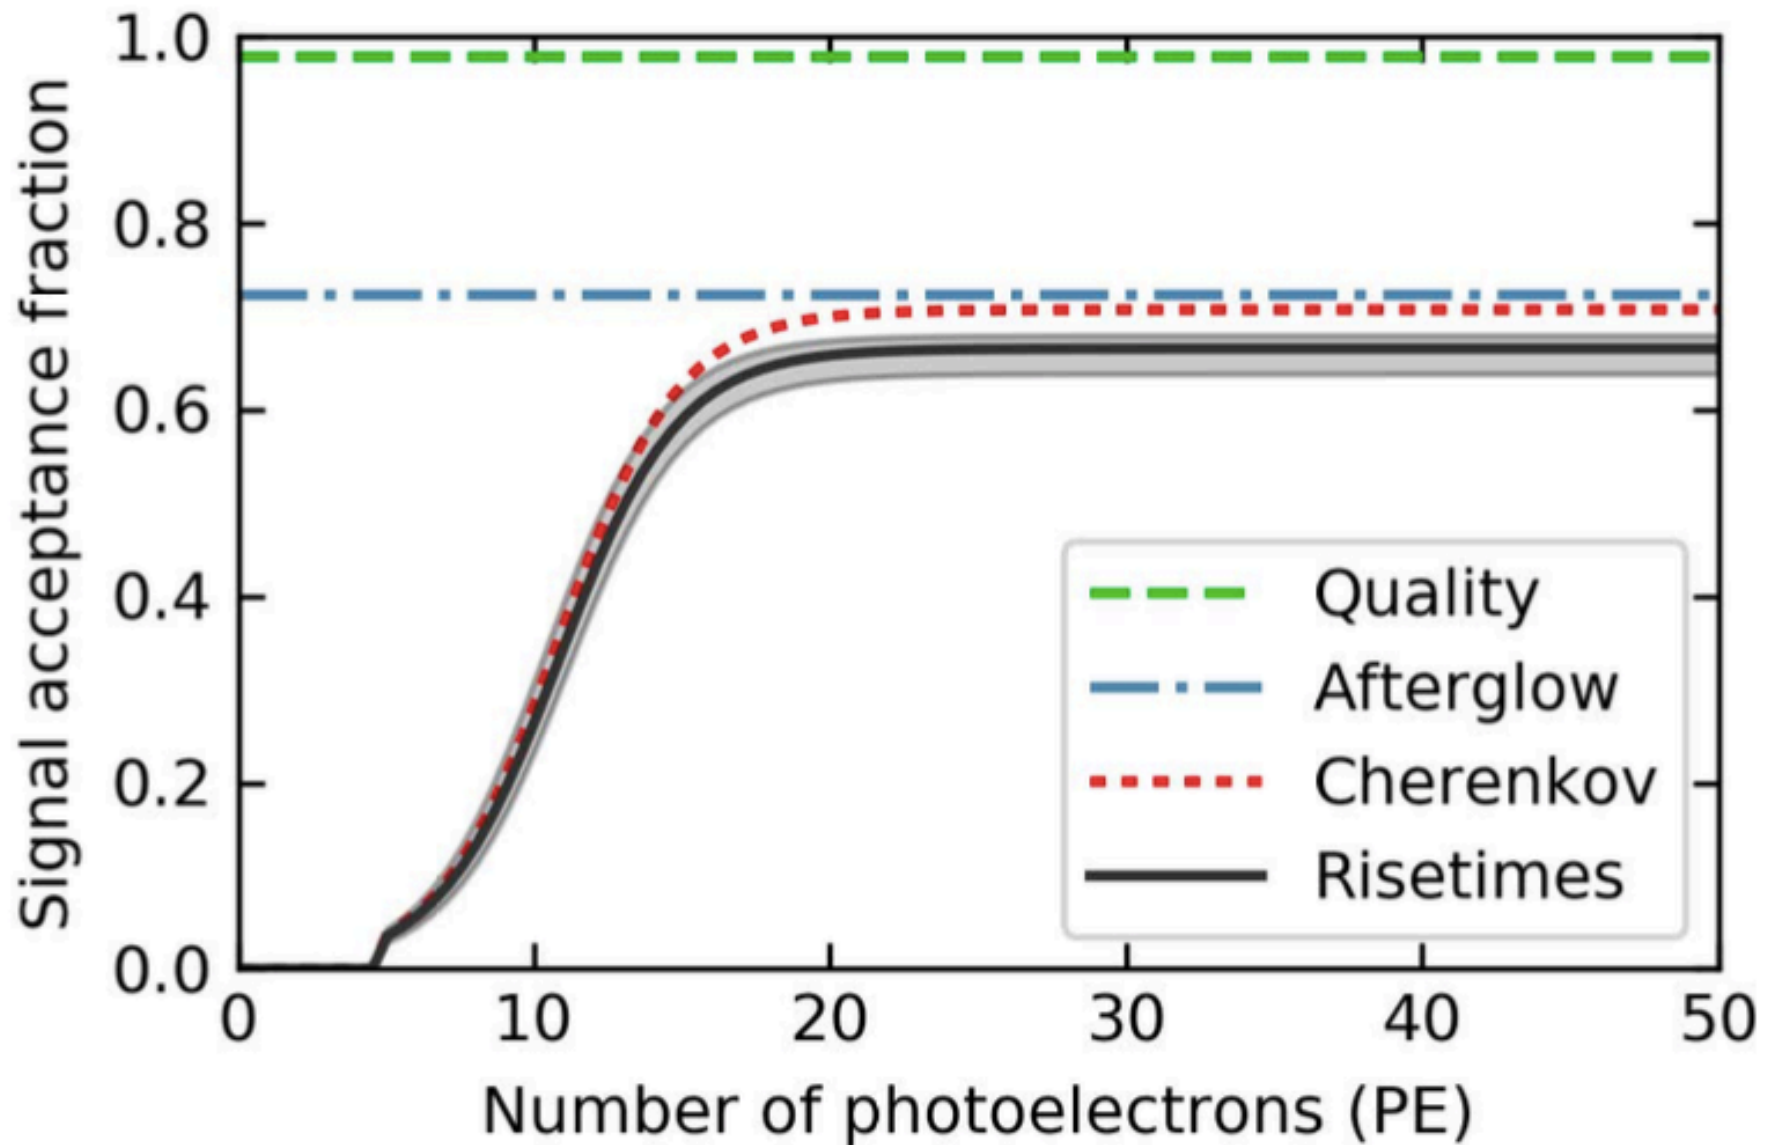 Signal acceptance fraction
1.0
0.8
0.6
0.4
0.2
0.0
Quality
Afterglow
Cherenkov
Risetimes
0 10 20 30 40 50
Number of photoelectrons (PE)